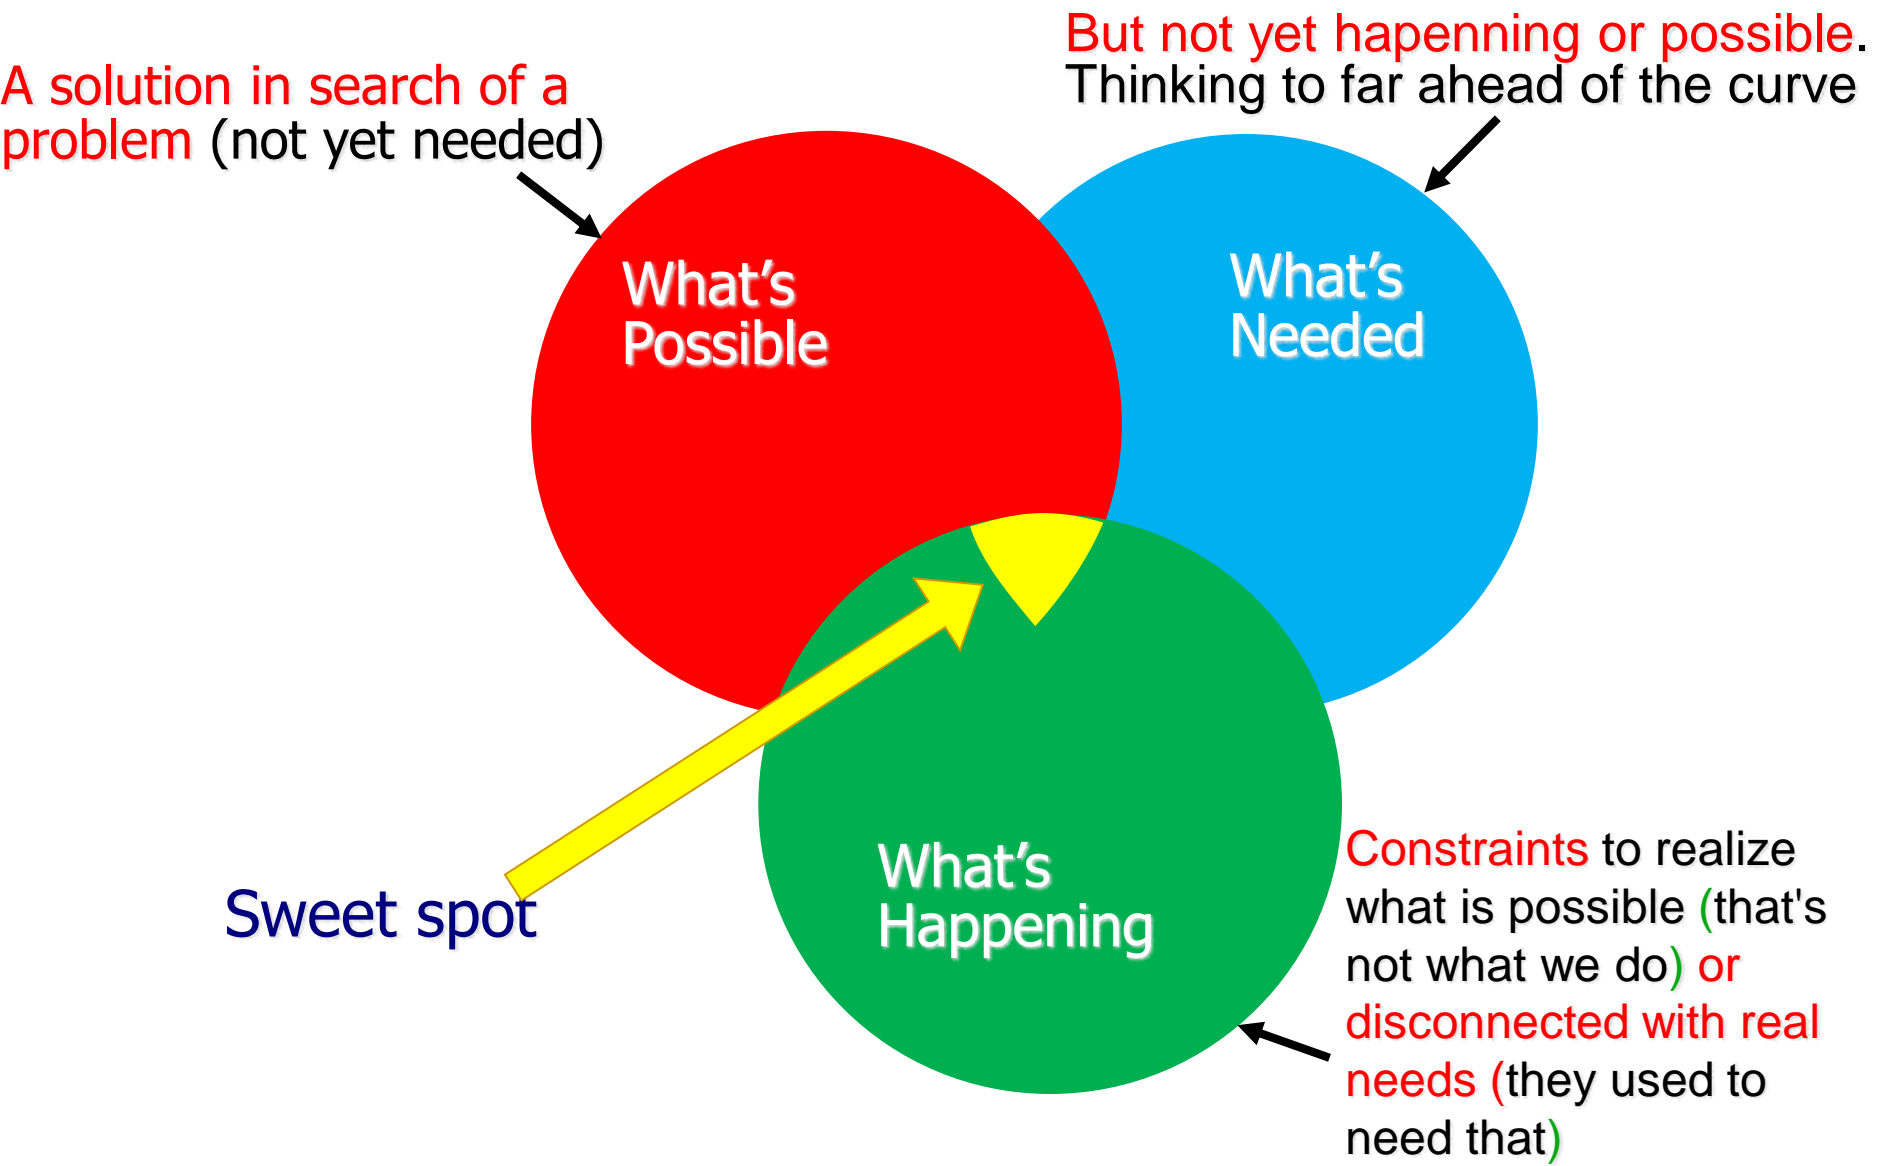 A solution in search of a
problem (not yet needed)
But not yet hapenning or possible.
Thinking to far ahead of the curve
What’s
Possible
What’s
Needed
What’s
Happening
Sweet spot
Constraints to realize
what is possible (that's
not what we do) or
disconnected with real
needs (they used to
need that)